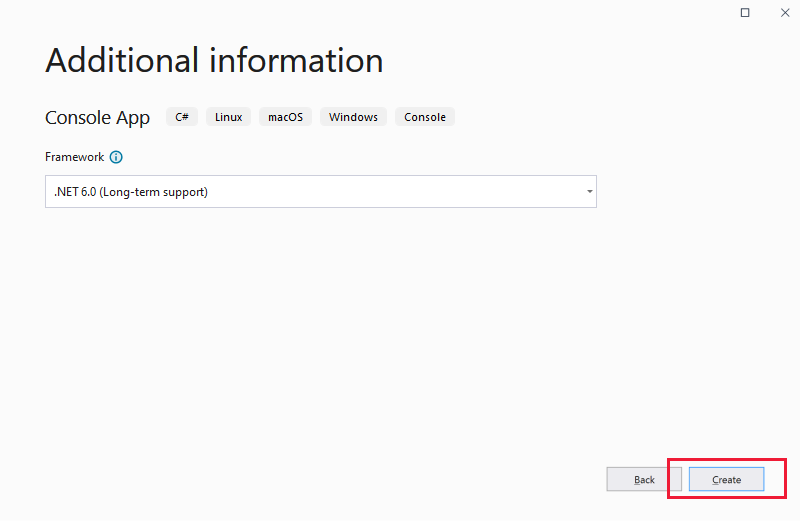 Additional information
Console App C# Linux macOS Windows Console
Framework
.NET 6.0 (Long-term support)
Back Create